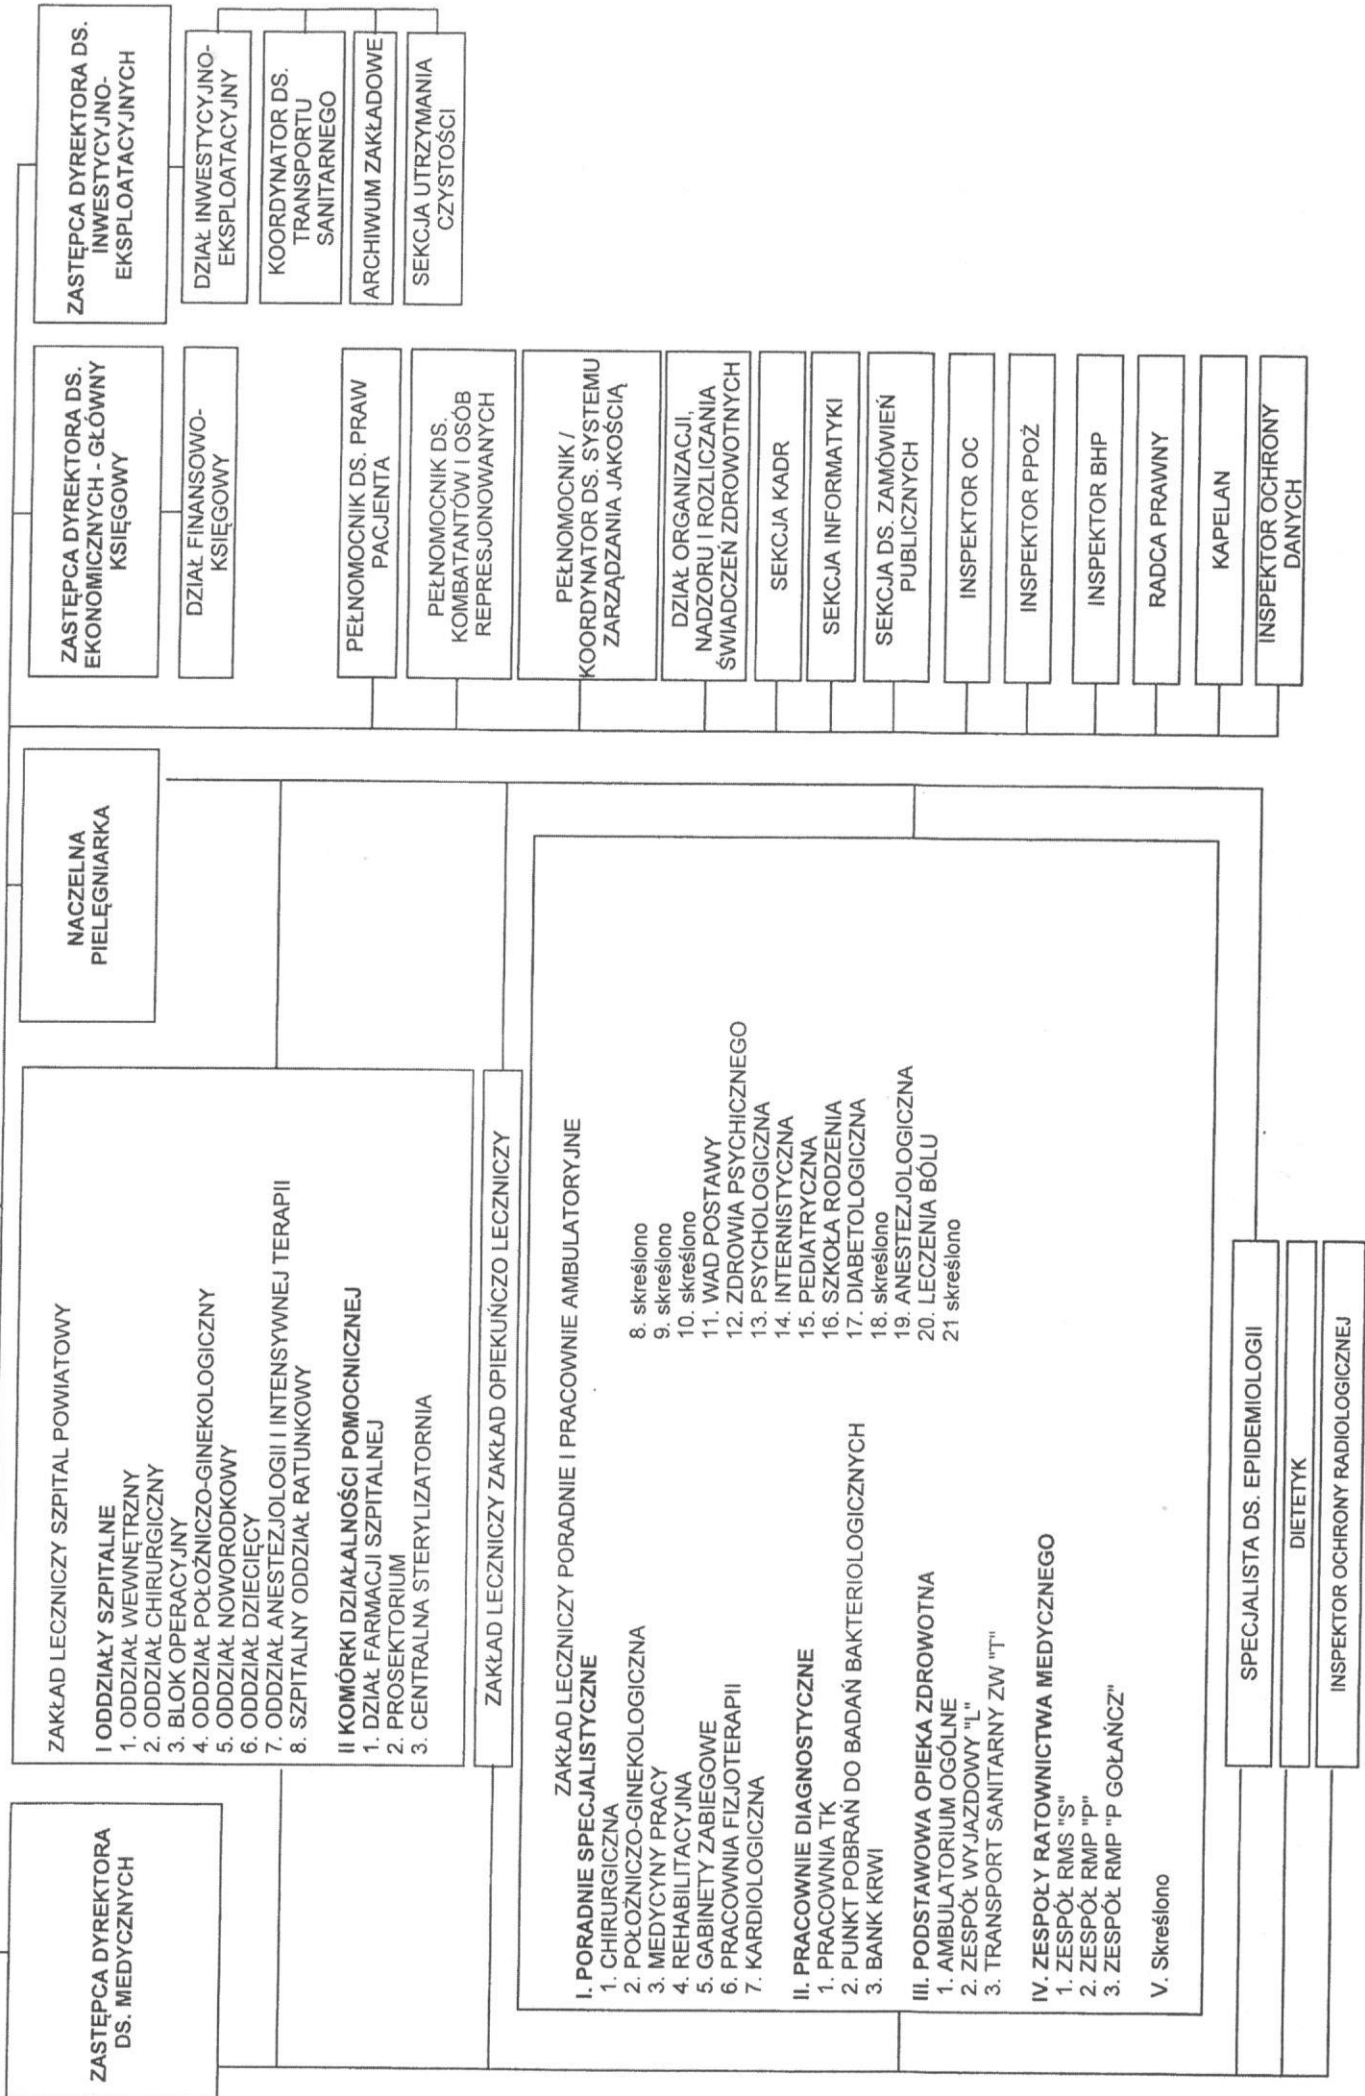 ZASTĘPCA DYREKTORA
DS. MEDYCZNYCH
ZAKŁAD LECZNICZY SZPITAL POWIATOWY
I ODDZIAŁY SZPITALNE
1. ODDZIAŁ WEWNĘTRZNY
2. ODDZIAŁ CHIRURGICZNY
3. BLOK OPERACYJNY
4. ODDZIAŁ POŁOŻNICZO-GINEKOLOGICZNY
5. ODDZIAŁ NOWORODKOWY
6. ODDZIAŁ DZIECIĘCY
7. ODDZIAŁ ANESTEZJOLOGII I INTENSYWNEJ TERAPII
8. SZPITALNY ODDZIAŁ RATUNKOWY
II KOMÓRKI DZIAŁALNOŚCI POMOCNICZNEJ
1. DZIAŁ FARMACJI SZPITALNEJ
2. PROSEKTORIUM
3. CENTRALNA STERYLIZATORNIA
ZAKŁAD LECZNICZY ZAKŁAD OPIEKUŃCZO LECZNICZY
ZAKŁAD LECZNICZY PORADNIE I PRACOWNIE AMBULATORYJNE
I. PORADNIE SPECJALISTYCZNE
1. CHIRURGICZNA
2. POŁOŻNICZO-GINEKOLOGICZNA
3. MEDYCYNY PRACY
4. REHABILITACYJNA
5. GABINETY ZABIEGOWE
6. PRACOWNIA FIZJOTERAPII
7. KARDIOLOGICZNA
8. skreślono
9. skreślono
10. skreślono
11. WAD POSTAWY
12. ZDROWIA PSYCHICZNEGO
13. PSYCHOLOGICZNA
14. INTERNISTYCZNA
15. PEDIATRYCZNA
16. SZKOŁA RODZENIA
17. DIABETOLOGICZNA
18. skreślono
19. ANESTEZJOLOGICZNA
20. LECZENIA BÓLU
21 skreślono
II. PRACOWNIE DIAGNOSTYCZNE
1. PRACOWNIA TK
2. PUNKT POBRAŃ DO BADAŃ BAKTERIOLOGICZNYCH
3. BANK KRWI
III. PODSTAWOWA OPIEKA ZDROWOTNA
1. AMBULATORIUM OGÓLNE
2. ZESPÓŁ WYJAZDOWY "L"
3. TRANSPORT SANITARNY ZW "T"
IV. ZESPOŁY RATOWNICTWA MEDYCZNEGO
1. ZESPÓŁ RMS "S"
2. ZESPÓŁ RMP "P"
3. ZESPÓŁ RMP "P GOŁAŃCZ"
V. Skreślono
SPECJALISTA DS. EPIDEMIOLOGII
DIETETYK
INSPEKTOR OCHRONY RADIOLOGICZNEJ
NACZELNA
PIELĘGNIARKA
ZASTĘPCA DYREKTORA DS.
EKONOMICZNYCH - GŁÓWNY
KSIĘGOWY
DZIAŁ FINANSOWO-
KSIĘGOWY
PEŁNOMOCNIK DS. PRAW
PACJENTA
PEŁNOMOCNIK DS.
KOMBATANTÓW I OSÓB
REPRESJONOWANYCH
PEŁNOMOCNIK /
KOORDYNATOR DS. SYSTEMU
ZARZĄDZANIA JAKOŚCIĄ
DZIAŁ ORGANIZACJI,
NADZORU I ROZLICZANIA
ŚWIADCZEŃ ZDROWOTNYCH
SEKCJA KADR
SEKCJA INFORMATYKI
SEKCJA DS. ZAMÓWIEŃ
PUBLICZNYCH
INSPEKTOR OC
INSPEKTOR PPOŻ
INSPEKTOR BHP
RADCA PRAWNY
KAPELAN
INSPEKTOR OCHRONY
DANYCH
ZASTĘPCA DYREKTORA DS.
INWESTYCYJNO-
EKSPLOATACYJNYCH
DZIAŁ INWESTYCYJNO-
EKSPLOATACYJNY
KOORDYNATOR DS.
TRANSPORTU
SANITARNEGO
ARCHIWUM ZAKŁADOWE
SEKCJA UTRZYMANIA
CZYSTOŚCI